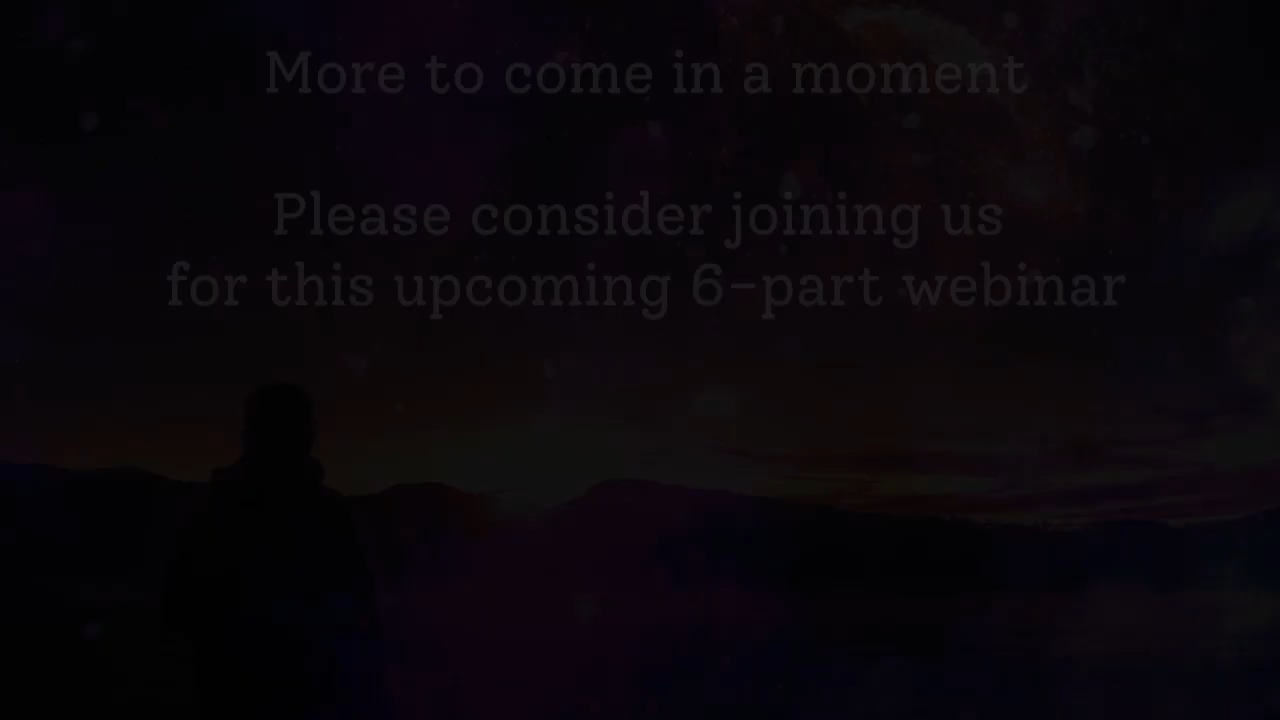 More to come in a moment
Please consider joining us
for this upcoming 6-part webinar